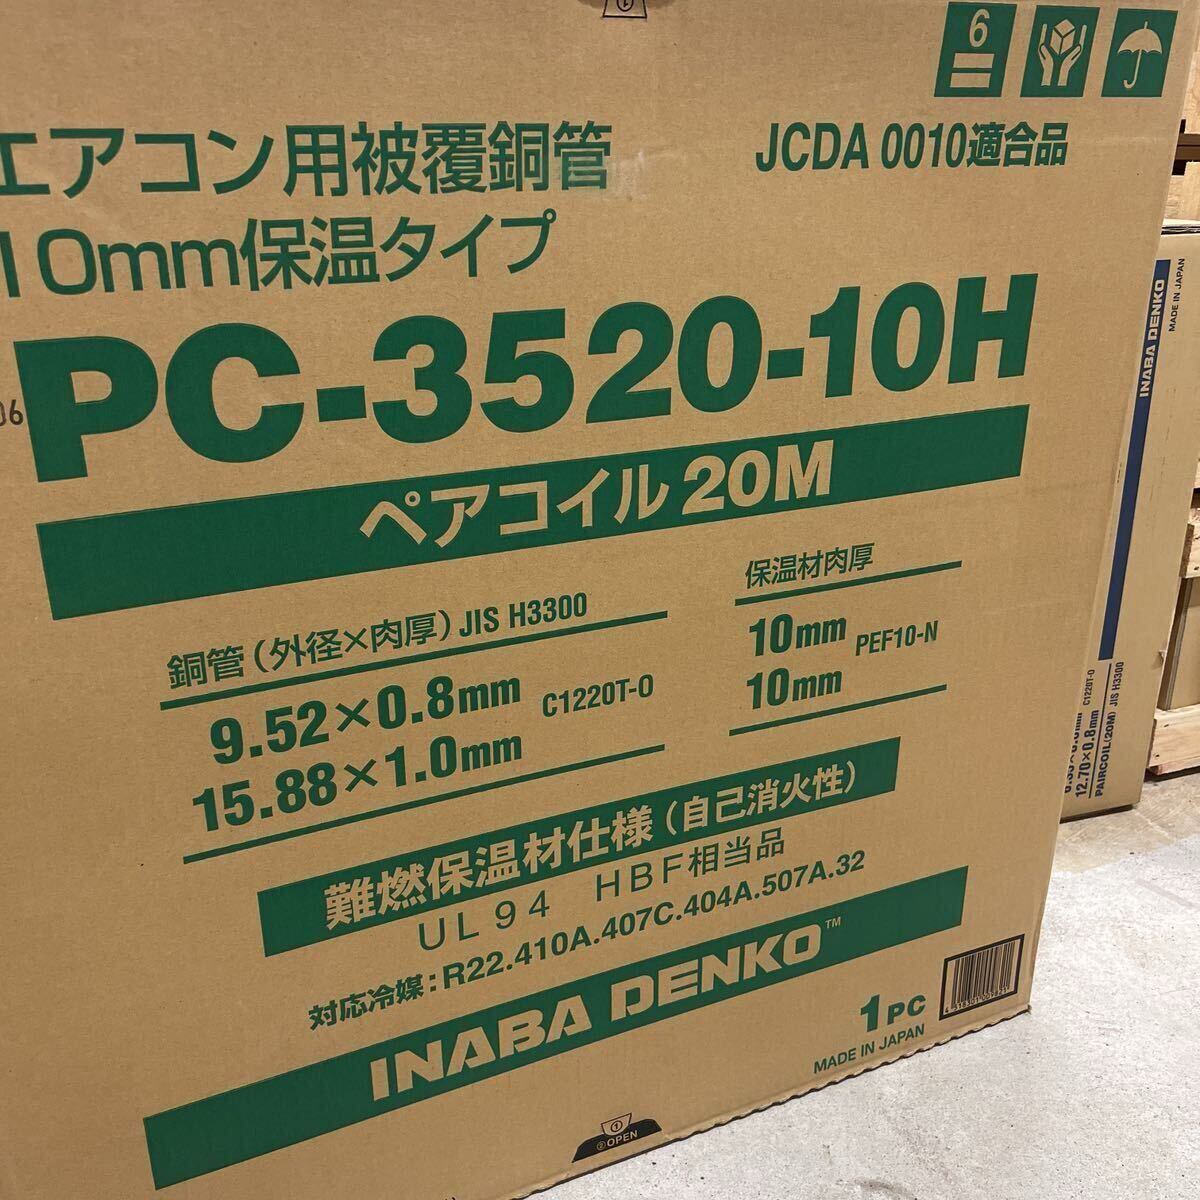 6
エアコン用被覆銅管
JCDA 0010適合品
10mm保温タイプ
PC-3520-10H
06
ペアコイル 20M
銅管(外径×肉厚) JIS H3300
9.52×0.8mm
15.88×1.0mm
C1220T-O
保温材肉厚
10mm
10mm
PEF10-N
難燃保温材仕様(自己消火性)
UL94 HBF相当品
対応冷媒:R22.410A.407C.404A.507A.32
INABA DENKO™
1PC
MADE IN JAPAN
①
②OPEN
INABA DENKO
MADE IN JAPAN
C1220T-O
12.70×0.8mm
PAIRCOIL(20M) JIS H3300